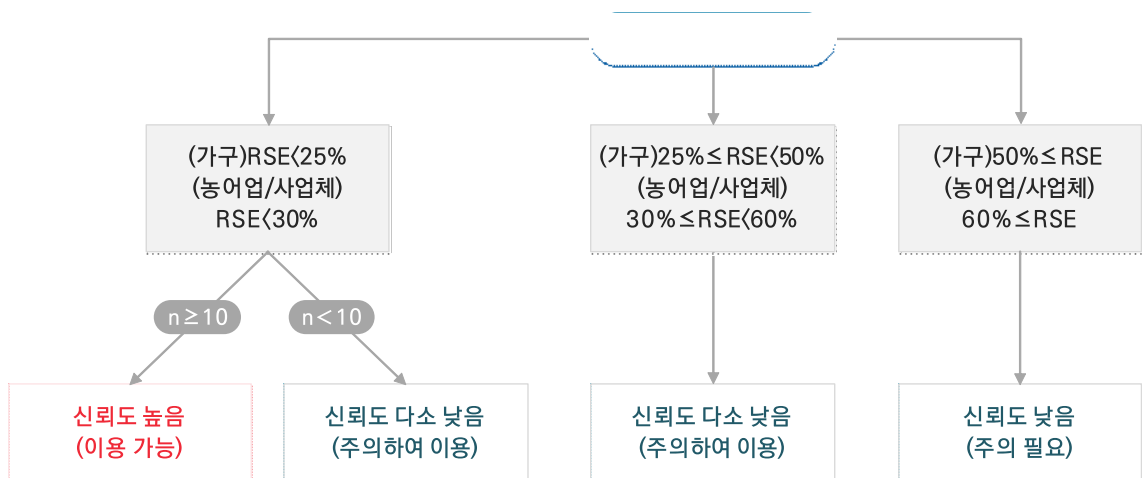 (가구)RSE〈25%
(농어업/사업체)
RSE〈30%
(가구)25%≤RSE〈50%
(농어업/사업체)
30%≤RSE〈60%
(가구)50%≤RSE
(농어업/사업체)
60%≤RSE
n≥10
n<10
신뢰도 높음
(이용 가능)
신뢰도 다소 낮음
(주의하여 이용)
신뢰도 다소 낮음
(주의하여 이용)
신뢰도 낮음
(주의 필요)